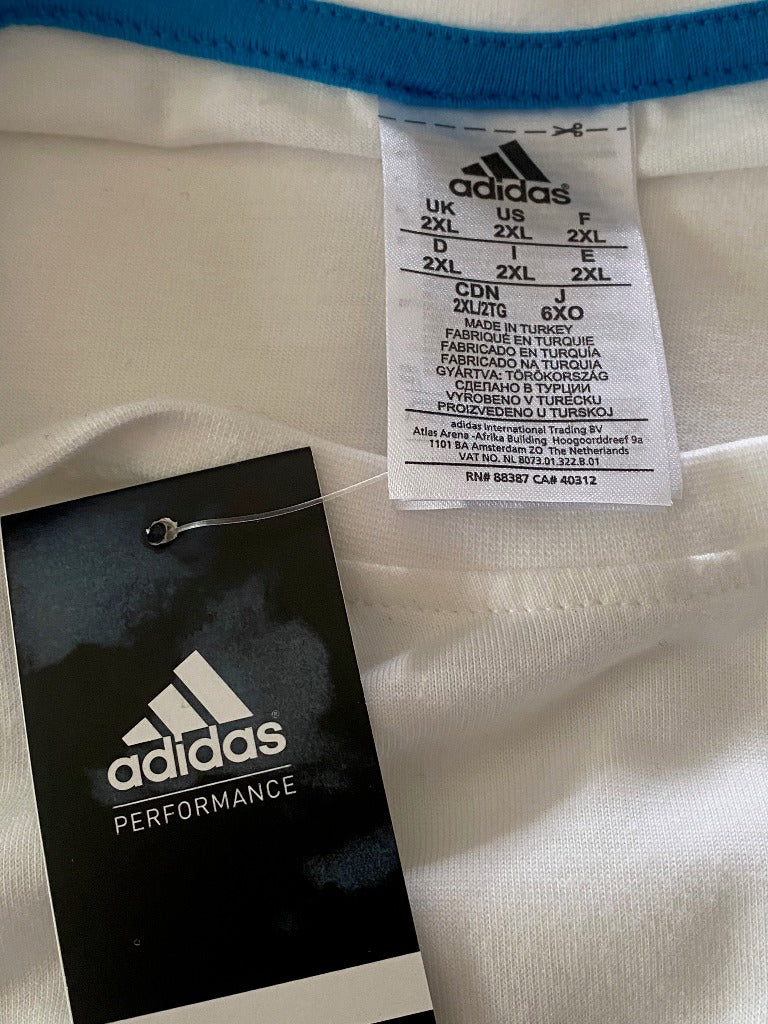 adidas®
UK US F
2XL 2XL 2XL
D I E
2XL 2XL 2XL
CDN J
2XL/2TG 6XO
MADE IN TURKEY
FABRIQUÉ EN TURQUIE
FABRICADO EN TURQUÍA
FABRICADO NA TURQUIA
GYÁRTVA: TÖRÖKORSZÁG
СДЕЛАНО В ТУРЦИИ
VYROBENO V TURECKU
PROIZVEDENO U TURSKOJ
adidas International Trading BV
Atlas Arena -Afrika Building Hoogoorddreef 9a
1101 BA Amsterdam ZO The Netherlands
VAT NO. NL 8073.01.322.B.01
RN# 88387 CA# 40312
adidas®
PERFORMANCE